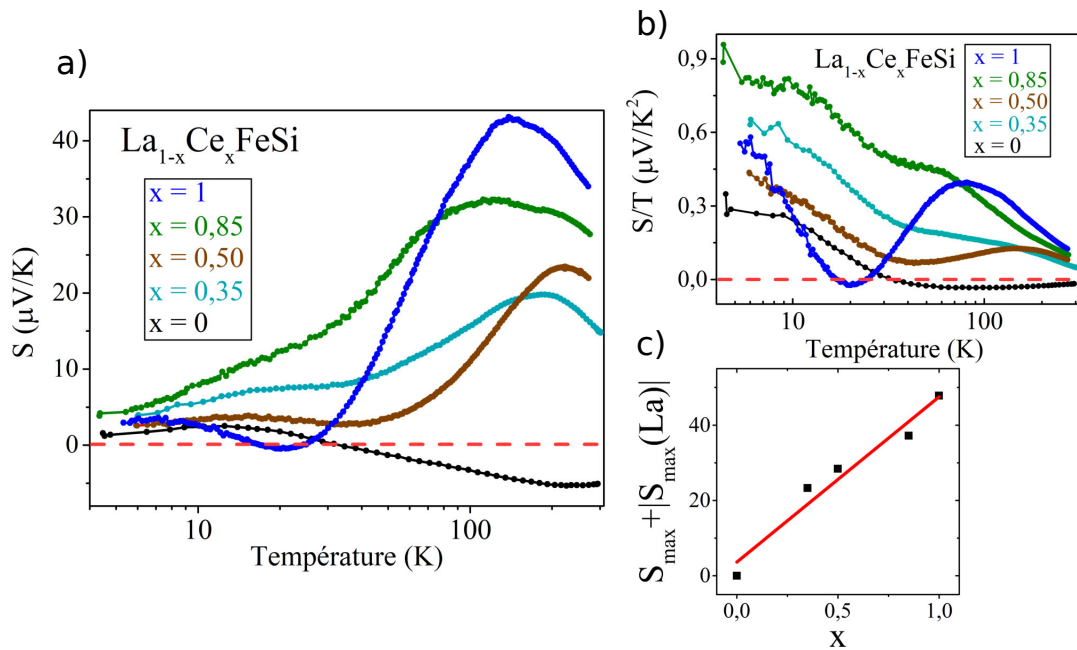 a)
La₁₋ₓCeₓFeSi
x = 1
x = 0,85
x = 0,50
x = 0,35
x = 0
S (µV/K)
40
30
20
10
0
10
100
Température (K)
b)
La₁₋ₓCeₓFeSi
x = 1
x = 0,85
x = 0,50
x = 0,35
x = 0
S/T (µV/K²)
0,9
0,6
0,3
0,0
10
100
Température (K)
c)
Sₘₐₓ+|Sₘₐₓ(La)|
40
20
0
0,0
0,5
1,0
x